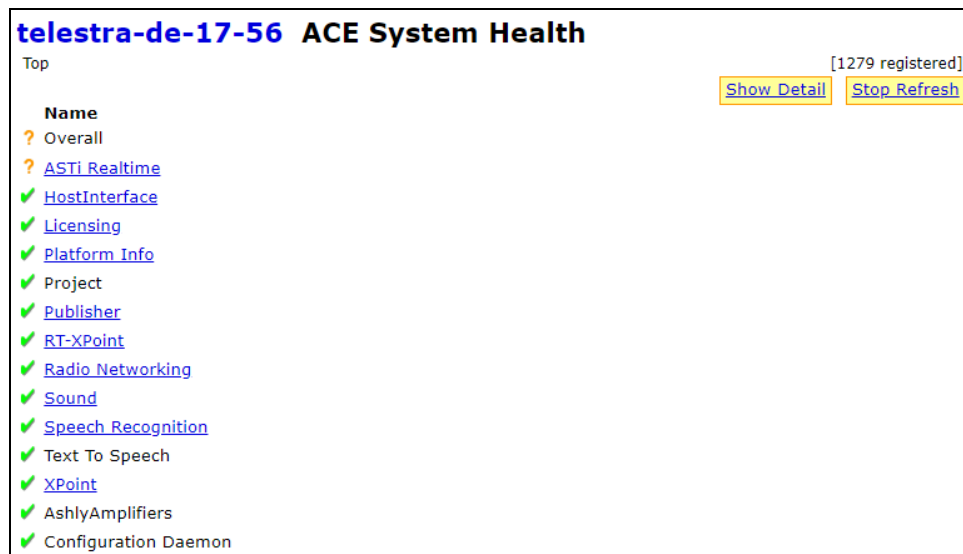 telestra-de-17-56 ACE System Health
Top [1279 registered]
Show Detail Stop Refresh
Name
? Overall
? ASTi Realtime
✔ HostInterface
✔ Licensing
✔ Platform Info
✔ Project
✔ Publisher
✔ RT-XPoint
✔ Radio Networking
✔ Sound
✔ Speech Recognition
✔ Text To Speech
✔ XPoint
✔ AshlyAmplifiers
✔ Configuration Daemon